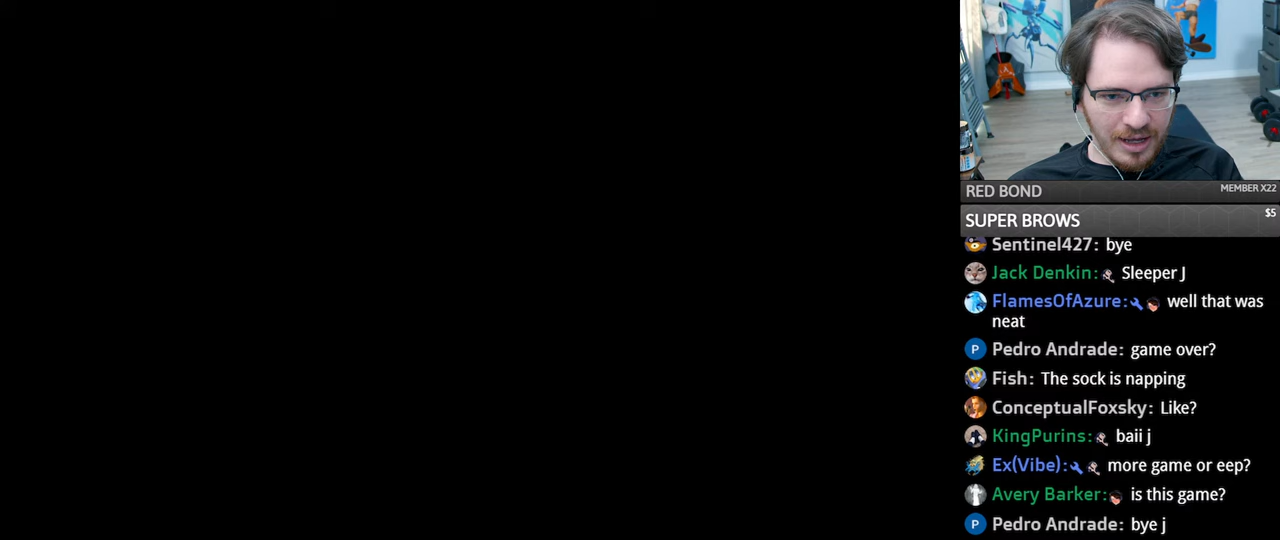 RED BOND
MEMBER X22
SUPER BROWS
$5
Sentinel427: bye
Jack Denkin: Sleeper J
FlamesOfAzure: well that was
neat
P Pedro Andrade: game over?
Fish: The sock is napping
ConceptualFoxsky: Like?
KingPurins: baii j
Ex(Vibe): more game or eep?
Avery Barker: is this game?
P Pedro Andrade: bye j